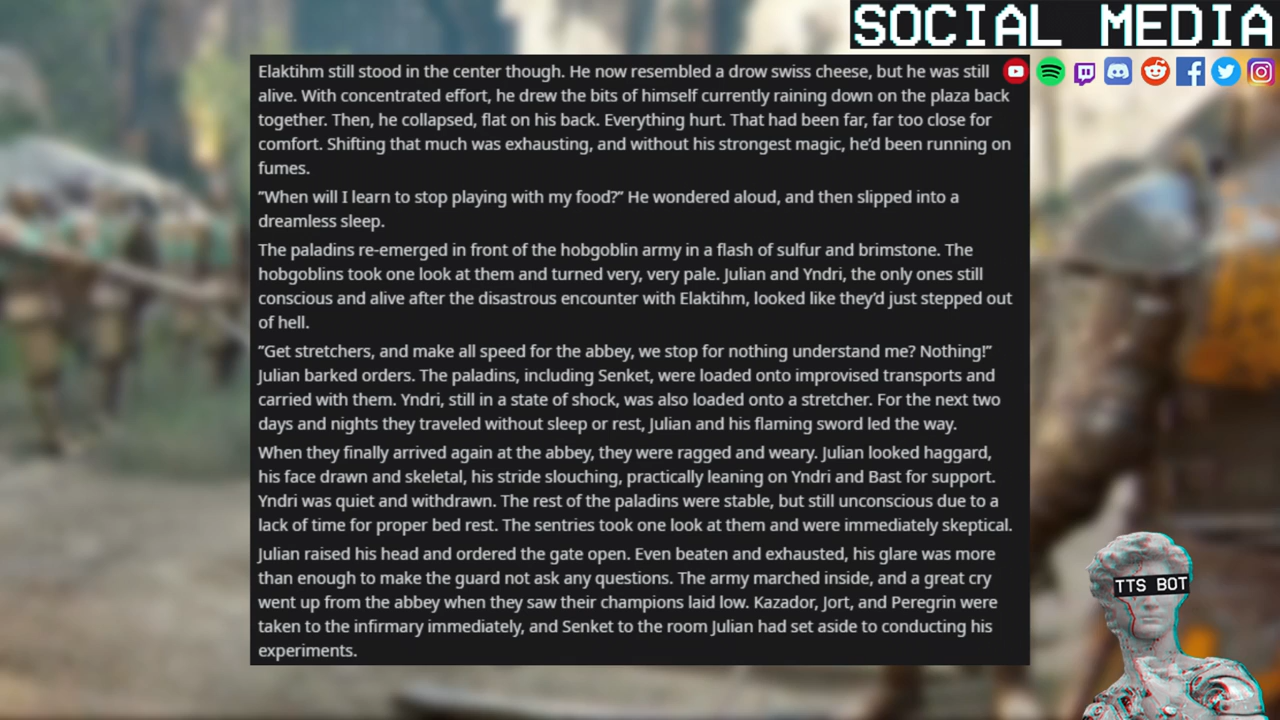 SOCIAL MEDIA
Elaktihm still stood in the center though. He now resembled a drow swiss cheese, but he was still
alive. With concentrated effort, he drew the bits of himself currently raining down on the plaza back
together. Then, he collapsed, flat on his back. Everything hurt. That had been far, far too close for
comfort. Shifting that much was exhausting, and without his strongest magic, he’d been running on
fumes.
“When will I learn to stop playing with my food?” He wondered aloud, and then slipped into a
dreamless sleep.
The paladins re-emerged in front of the hobgoblin army in a flash of sulfur and brimstone. The
hobgoblins took one look at them and turned very, very pale. Julian and Yndri, the only ones still
conscious and alive after the disastrous encounter with Elaktihm, looked like they’d just stepped out
of hell.
“Get stretchers, and make all speed for the abbey, we stop for nothing understand me? Nothing!”
Julian barked orders. The paladins, including Senket, were loaded onto improvised transports and
carried with them. Yndri, still in a state of shock, was also loaded onto a stretcher. For the next two
days and nights they traveled without sleep or rest, Julian and his flaming sword led the way.
When they finally arrived again at the abbey, they were ragged and weary. Julian looked haggard,
his face drawn and skeletal, his stride slouching, practically leaning on Yndri and Bast for support.
Yndri was quiet and withdrawn. The rest of the paladins were stable, but still unconscious due to a
lack of time for proper bed rest. The sentries took one look at them and were immediately skeptical.
Julian raised his head and ordered the gate open. Even beaten and exhausted, his glare was more
than enough to make the guard not ask any questions. The army marched inside, and a great cry
went up from the abbey when they saw their champions laid low. Kazador, Jort, and Peregrin were
taken to the infirmary immediately, and Senket to the room Julian had set aside to conducting his
experiments.
TTS BOT